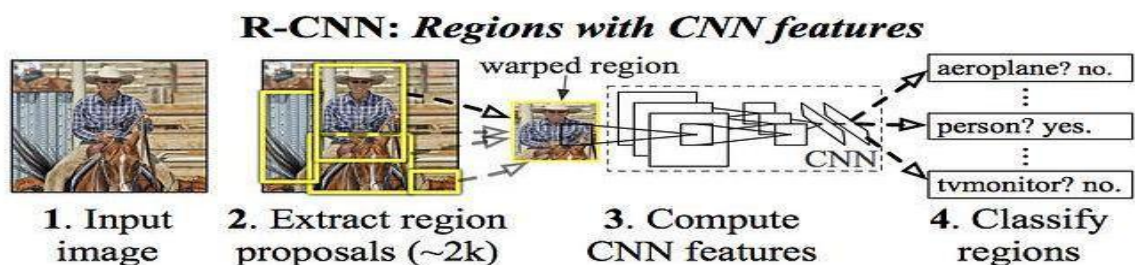 R-CNN: Regions with CNN features
warped region
aeroplane? no.
person? yes.
tvmonitor? no.
CNN
1. Input
image
2. Extract region
proposals (~2k)
3. Compute
CNN features
4. Classify
regions